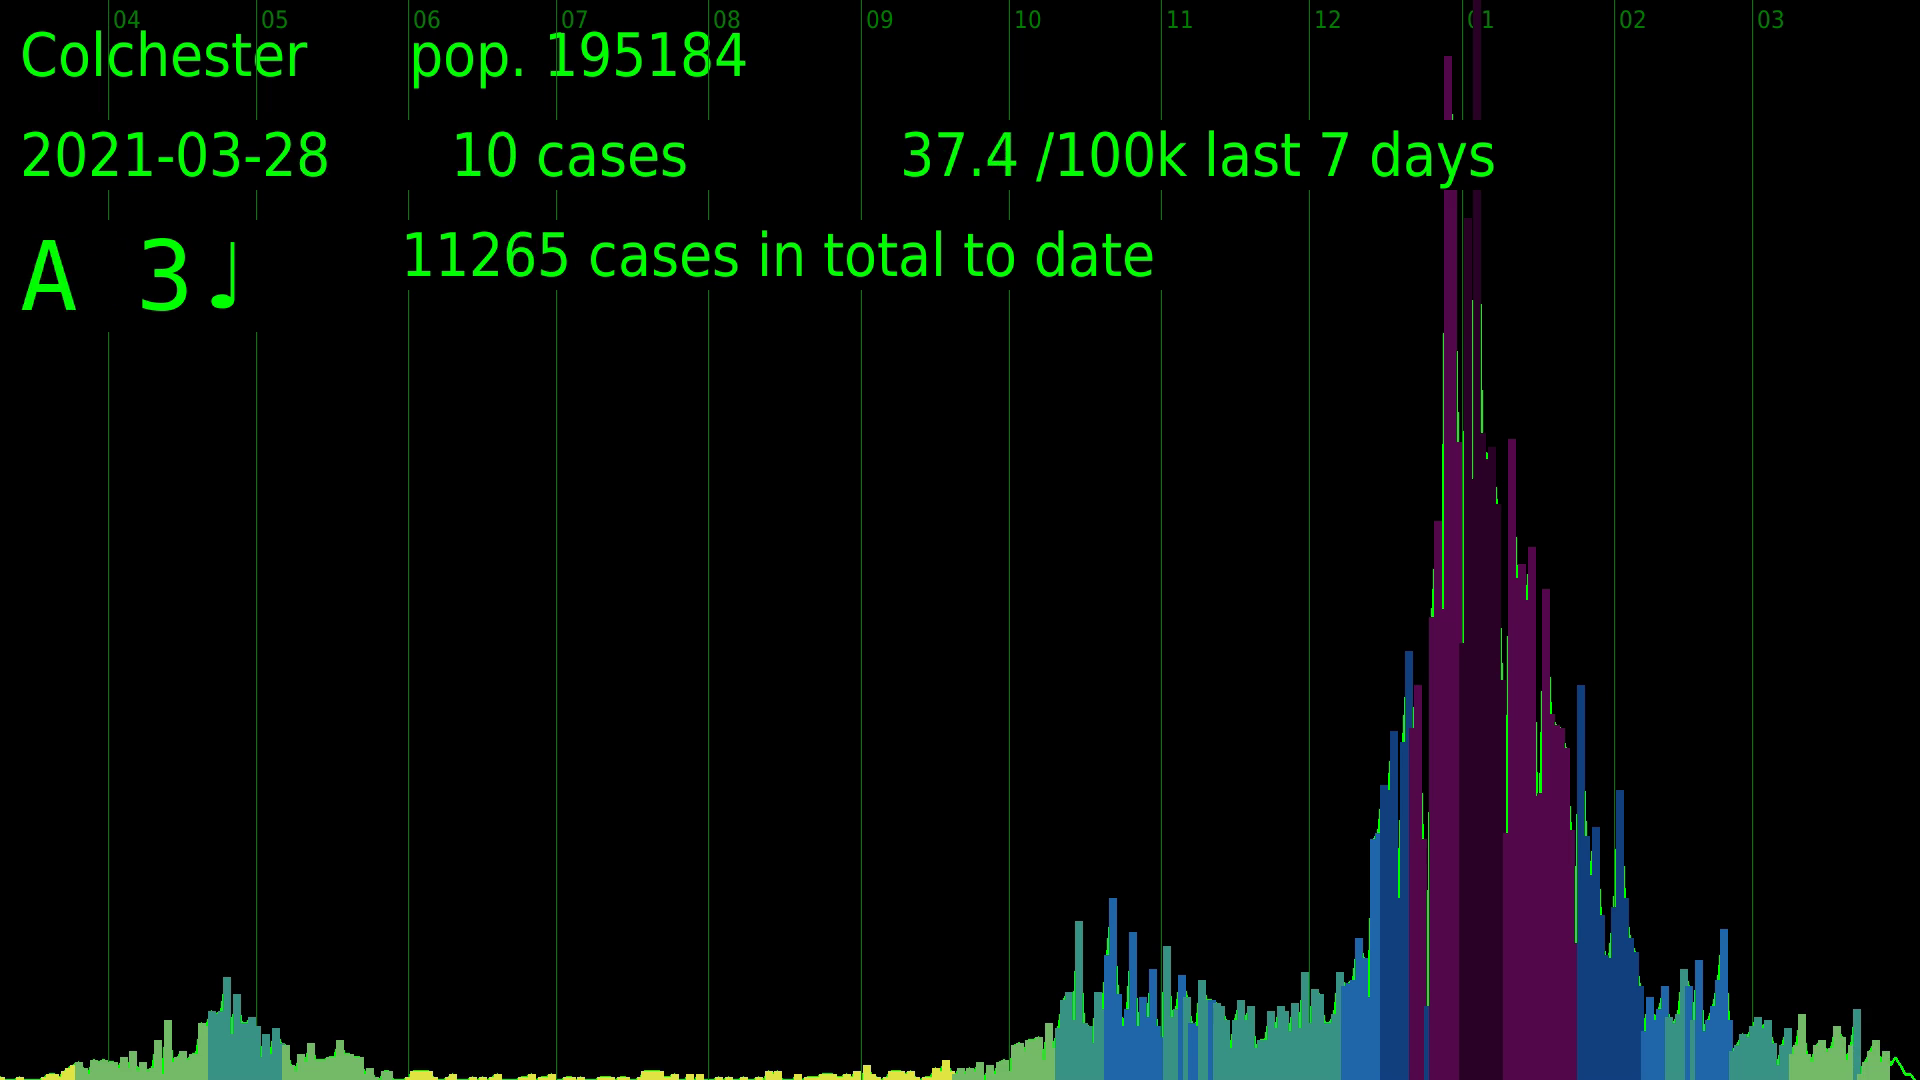 04 05 06 07 08 09 10 11 12 01 02 03
Colchester pop. 195184
2021-03-28 10 cases 37.4 /100k last 7 days
A 3♩ 11265 cases in total to date